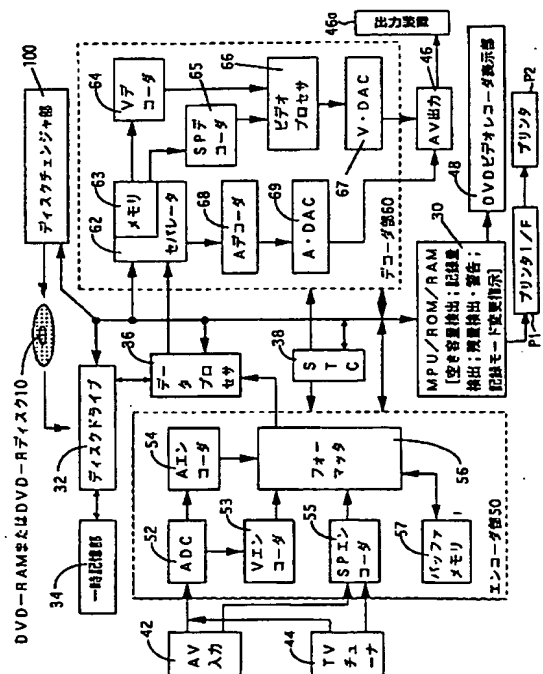 DVD-RAMまたはDVD-Rディスク10
ディスクチェンジャ部
100
ディスクドライブ
32
一時記憶部
34
データプロセサ
36
STC
38
AV入力
42
TVチューナ
44
ADC
52
Aエンコーダ
54
Vエンコーダ
53
SPエンコーダ
55
フォーマッタ
56
バッファメモリ
57
エンコーダ部50
セパレータ
62
メモリ
63
Vデコーダ
64
SPデコーダ
65
ビデオプロセサ
66
V・DAC
67
Aデコーダ
68
A・DAC
69
デコーダ部60
AV出力
46
出力装置
46a
MPU/ROM/RAM
[空き容量検出;記録量
検出;残量検出・警告;
記録モード変更指示]
30
DVDビデオレコーダ表示部
48
プリンタI/F
P1
プリンタ
P2